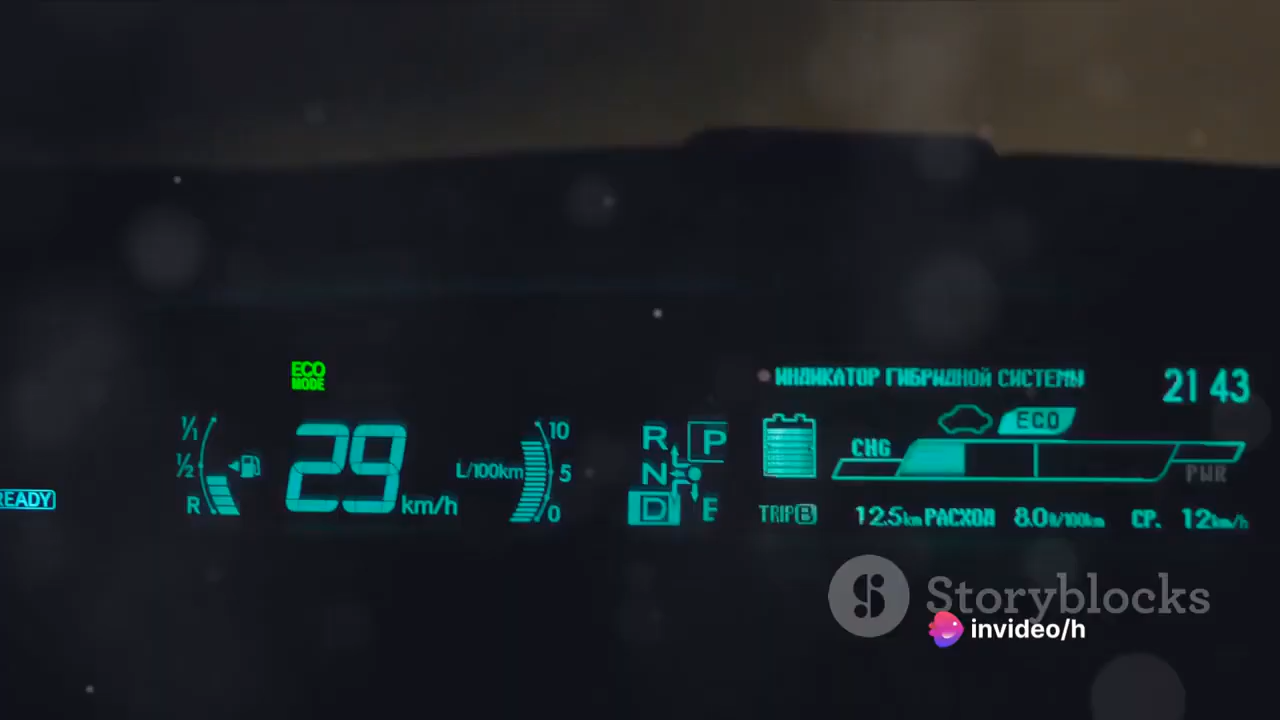 ECO
MODE
ИНДИКАТОР ГИБРИДНОЙ СИСТЕМЫ
21 43
ECO
1/1
1/2
R
29
km/h
L/100km
10
5
0
R P
N
D
CHG
PWR
READY
TRIP B 12.5km РАСХОД 8.0 l/100km СР. 12km/h
Storyblocks
invideo/h